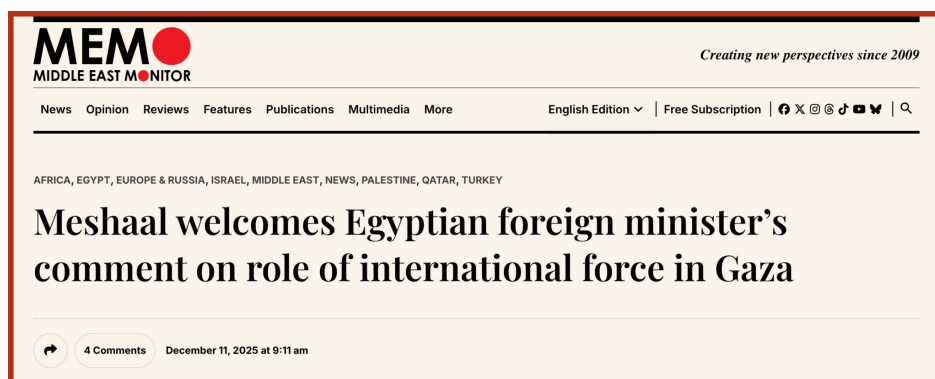 MEMO
MIDDLE EAST MONITOR
Creating new perspectives since 2009
News Opinion Reviews Features Publications Multimedia More English Edition Free Subscription
AFRICA, EGYPT, EUROPE & RUSSIA, ISRAEL, MIDDLE EAST, NEWS, PALESTINE, QATAR, TURKEY
Meshaal welcomes Egyptian foreign minister’s
comment on role of international force in Gaza
4 Comments December 11, 2025 at 9:11 am